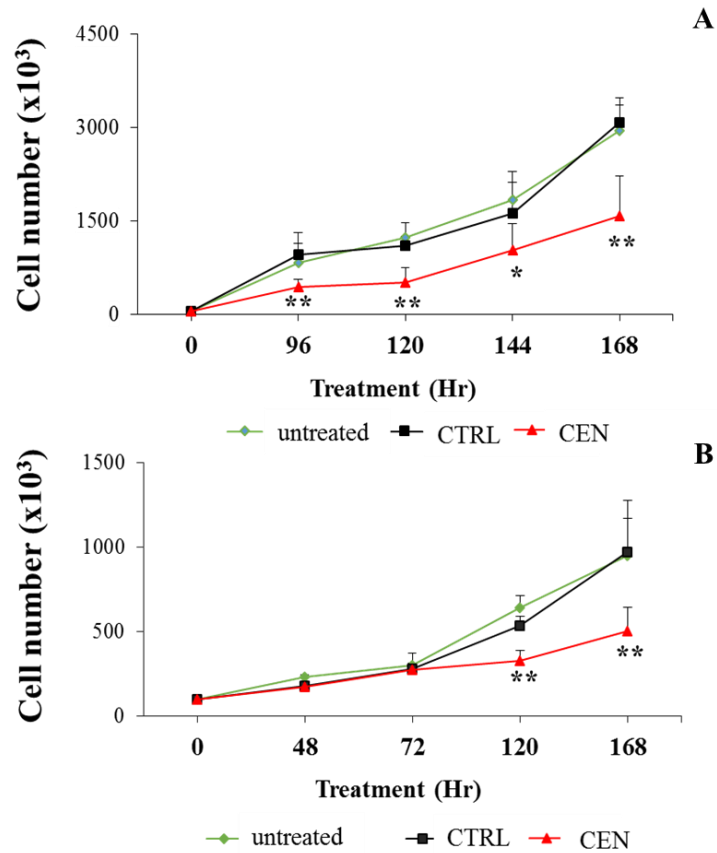 A
Cell number (x10³)
4500
3000
1500
0
** ** * **
0 96 120 144 168
Treatment (Hr)
untreated CTRL CEN
B
Cell number (x10³)
1500
1000
500
0
** **
0 48 72 120 168
Treatment (Hr)
untreated CTRL CEN